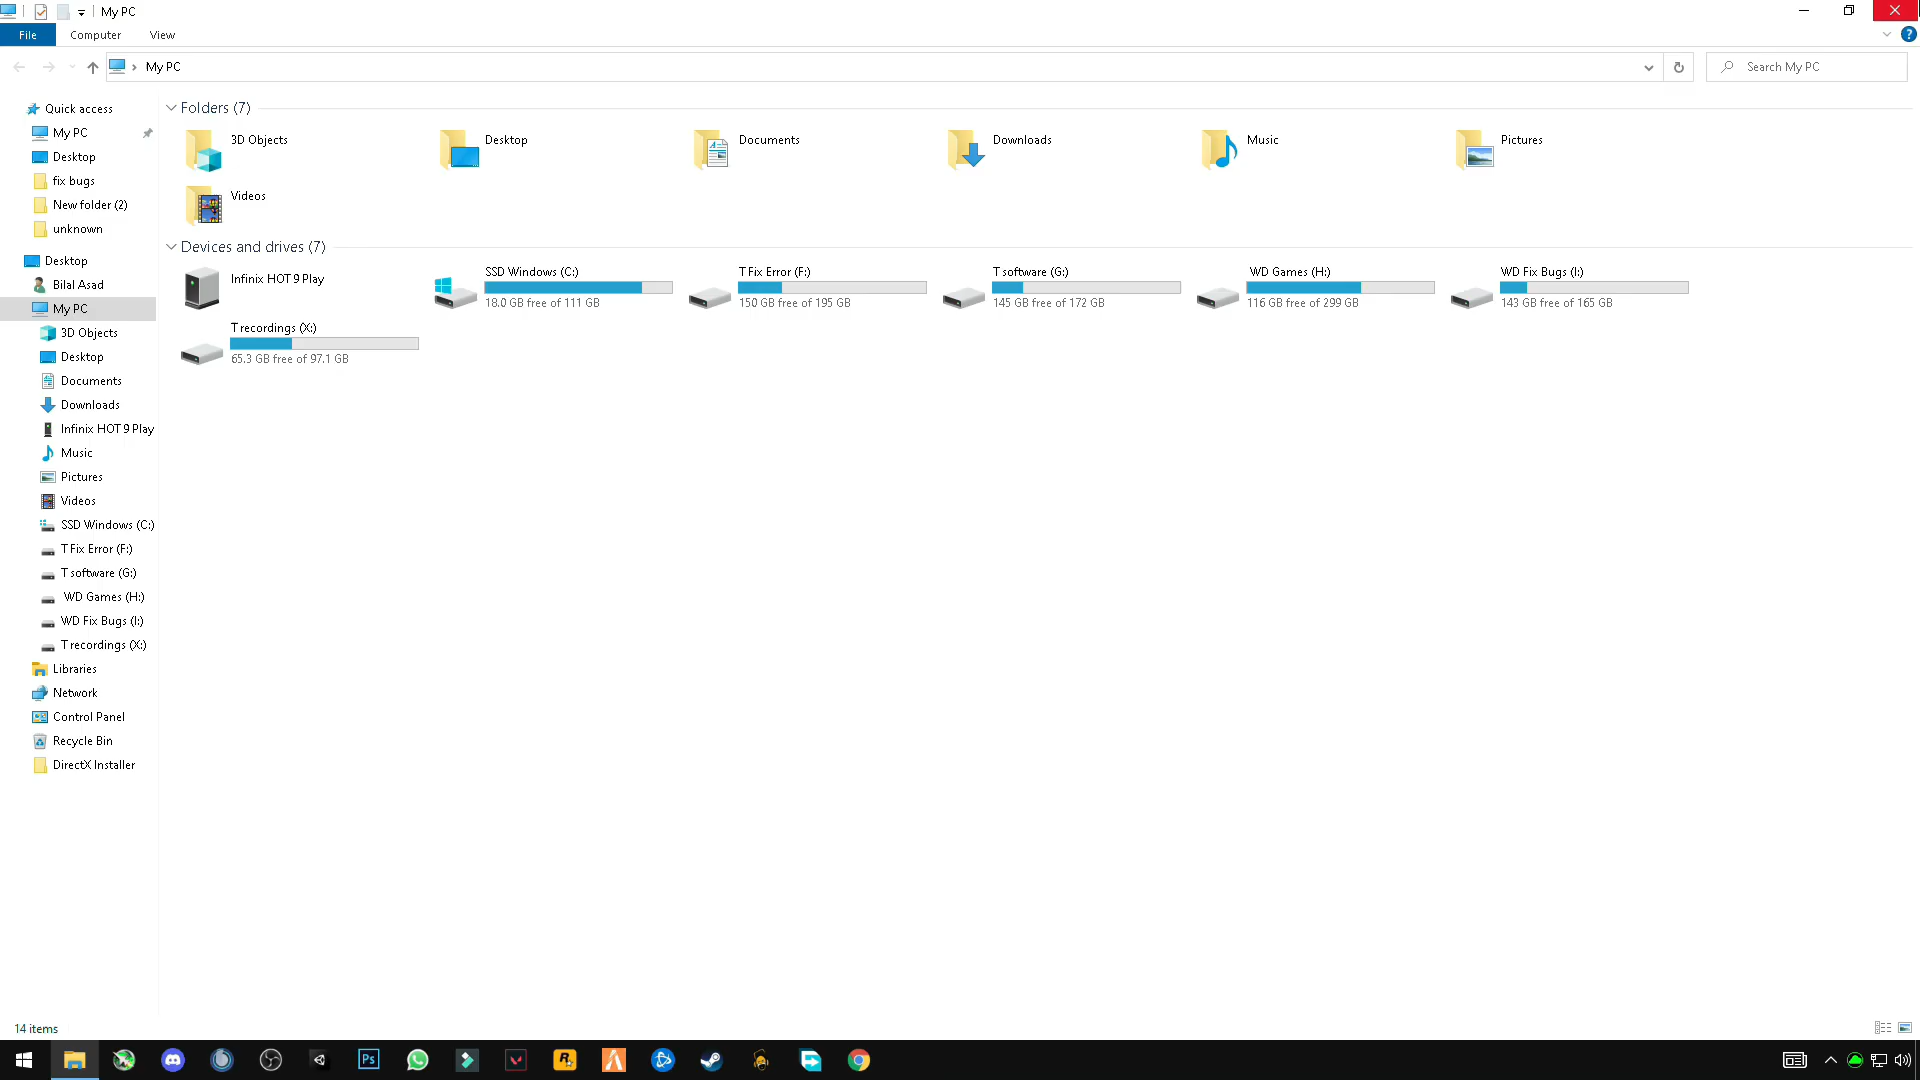 My PC
File
Computer
View
My PC
Search My PC
Quick access
My PC
Desktop
fix bugs
New folder (2)
unknown
Desktop
Bilal Asad
My PC
3D Objects
Desktop
Documents
Downloads
Infinix HOT 9 Play
Music
Pictures
Videos
SSD Windows (C:)
T Fix Error (F:)
T software (G:)
WD Games (H:)
WD Fix Bugs (I:)
T recordings (X:)
Libraries
Network
Control Panel
Recycle Bin
DirectX Installer
Folders (7)
3D Objects
Desktop
Documents
Downloads
Music
Pictures
Videos
Devices and drives (7)
Infinix HOT 9 Play
SSD Windows (C:)
18.0 GB free of 111 GB
T Fix Error (F:)
150 GB free of 195 GB
T software (G:)
145 GB free of 172 GB
WD Games (H:)
116 GB free of 299 GB
WD Fix Bugs (I:)
143 GB free of 165 GB
T recordings (X:)
65.3 GB free of 97.1 GB
14 items
Ps